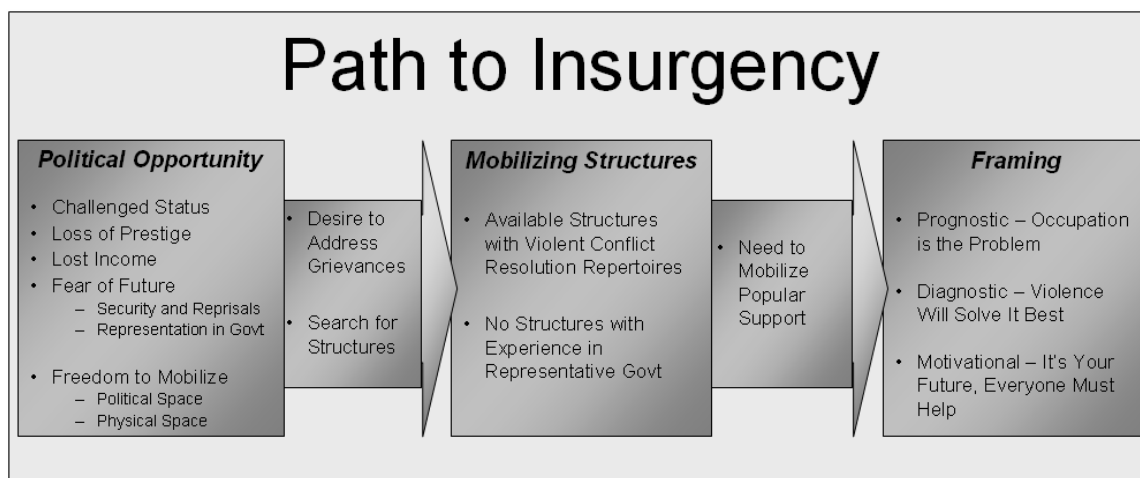 Path to Insurgency
Political Opportunity
• Challenged Status
• Loss of Prestige
• Lost Income
• Fear of Future
– Security and Reprisals
– Representation in Govt
• Freedom to Mobilize
– Political Space
– Physical Space
• Desire to
Address
Grievances
• Search for
Structures
Mobilizing Structures
• Available Structures
with Violent Conflict
Resolution Repertoires
• No Structures with
Experience in
Representative Govt
• Need to
Mobilize
Popular
Support
Framing
• Prognostic – Occupation
is the Problem
• Diagnostic – Violence
Will Solve It Best
• Motivational – It's Your
Future, Everyone Must
Help